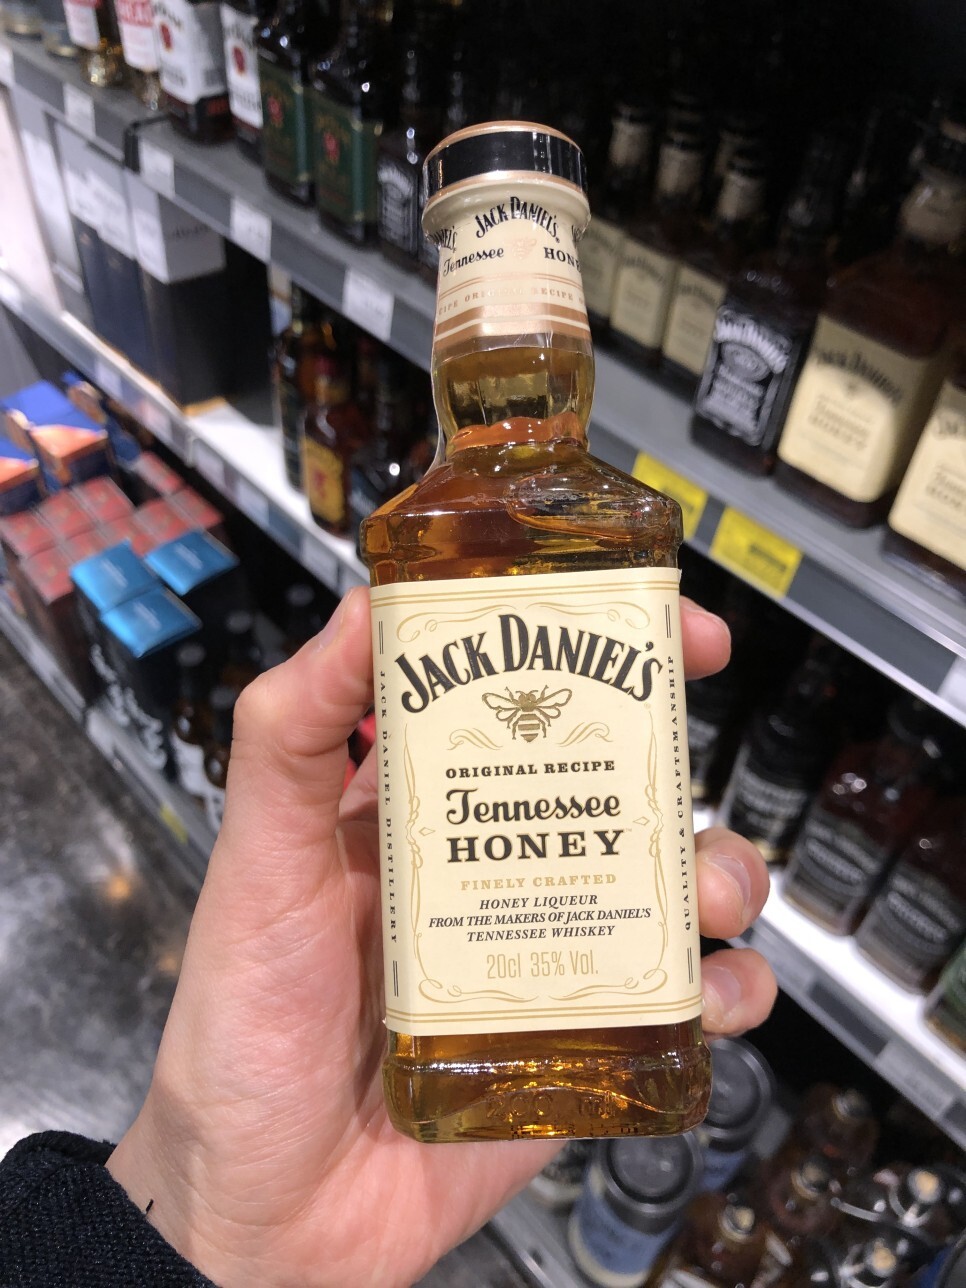 JACK DANIEL'S
Tennessee HONEY
JACK DANIEL'S
ORIGINAL RECIPE
Tennessee
HONEY
FINELY CRAFTED
HONEY LIQUEUR
FROM THE MAKERS OF JACK DANIEL'S
TENNESSEE WHISKEY
20cl 35% Vol.
JACK DANIEL DISTILLERY
QUALITY & CRAFTSMANSHIP